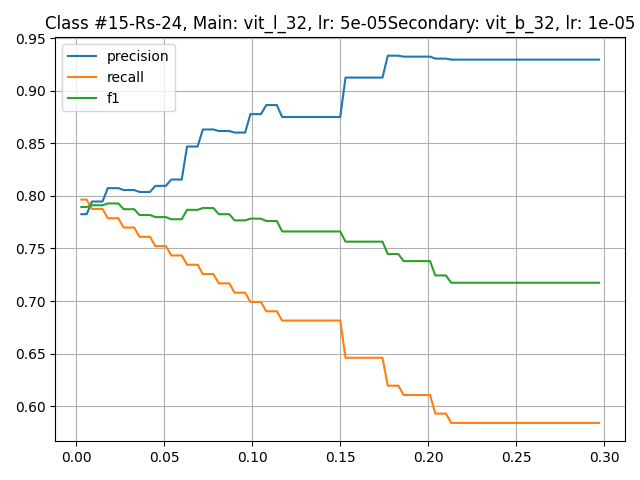 Class #15-Rs-24, Main: vit_l_32, lr: 5e-05Secondary: vit_b_32, lr: 1e-05
0.95
precision
recall
f1
0.90
0.85
0.80
0.75
0.70
0.65
0.60
0.00 0.05 0.10 0.15 0.20 0.25 0.30